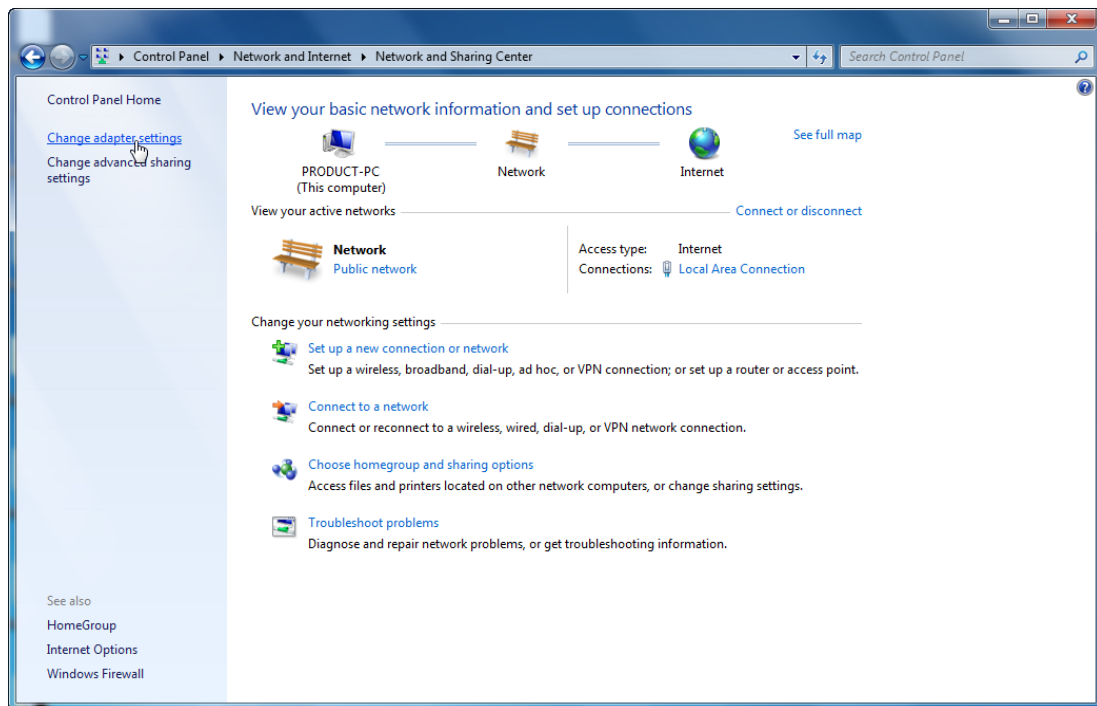 Control Panel ▸ Network and Internet ▸ Network and Sharing Center
Search Control Panel
Control Panel Home
Change adapter settings
Change advanced sharing
settings
View your basic network information and set up connections
See full map
PRODUCT-PC
(This computer)
Network
Internet
View your active networks
Connect or disconnect
Network
Public network
Access type: Internet
Connections: Local Area Connection
Change your networking settings
Set up a new connection or network
Set up a wireless, broadband, dial-up, ad hoc, or VPN connection; or set up a router or access point.
Connect to a network
Connect or reconnect to a wireless, wired, dial-up, or VPN network connection.
Choose homegroup and sharing options
Access files and printers located on other network computers, or change sharing settings.
Troubleshoot problems
Diagnose and repair network problems, or get troubleshooting information.
See also
HomeGroup
Internet Options
Windows Firewall